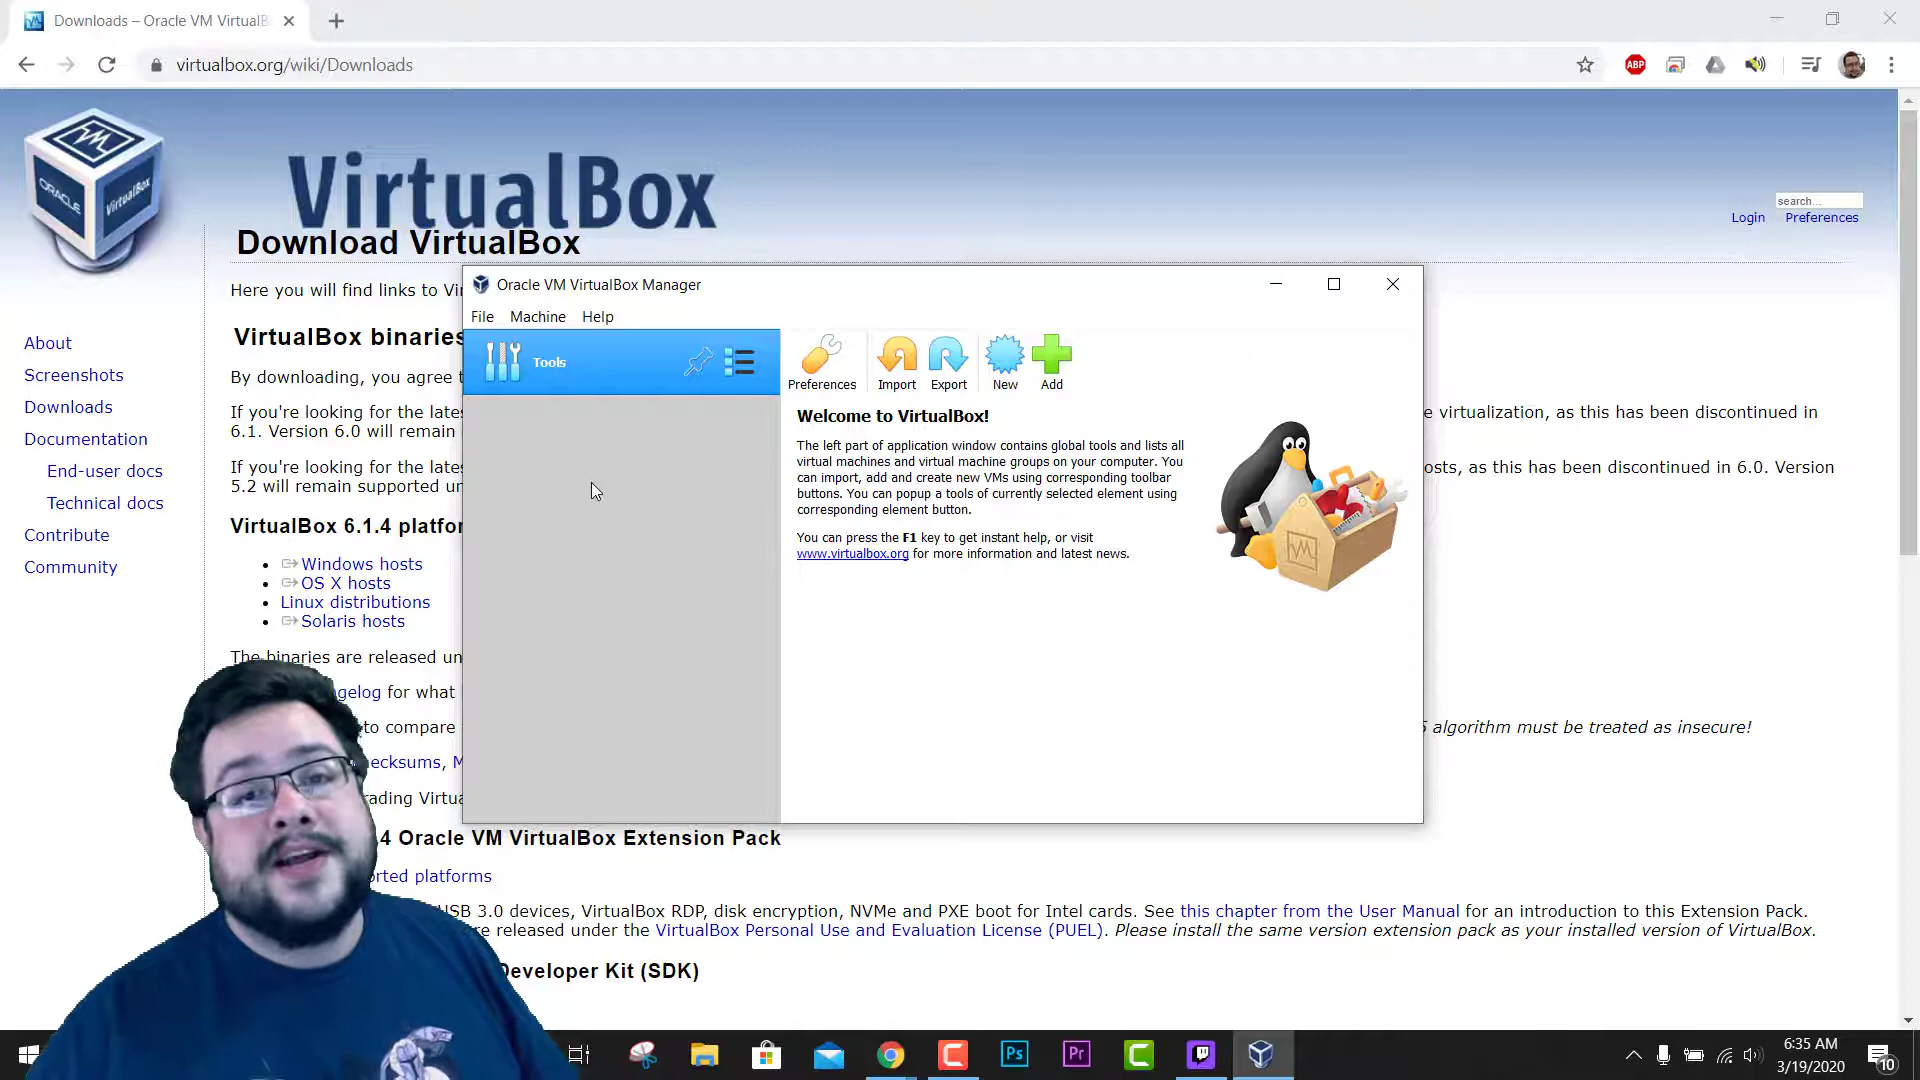 Downloads – Oracle VM VirtualB
virtualbox.org/wiki/Downloads
ABP
ORACLE
VirtualBox
VirtualBox
search...
Login Preferences
Download VirtualBox
Here you will find links to Vi
VirtualBox binaries
By downloading, you agree
If you're looking for the lates
e virtualization, as this has been discontinued in
6.1. Version 6.0 will remain
If you're looking for the lates
osts, as this has been discontinued in 6.0. Version
5.2 will remain supported un
VirtualBox 6.1.4 platfor
Windows hosts
OS X hosts
Linux distributions
Solaris hosts
The binaries are released un
ngelog for what
to compare
algorithm must be treated as insecure!
ecksums, M
rading Virtua
4 Oracle VM VirtualBox Extension Pack
orted platforms
USB 3.0 devices, VirtualBox RDP, disk encryption, NVMe and PXE boot for Intel cards. See this chapter from the User Manual for an introduction to this Extension Pack.
re released under the VirtualBox Personal Use and Evaluation License (PUEL). Please install the same version extension pack as your installed version of VirtualBox.
Developer Kit (SDK)
About
Screenshots
Downloads
Documentation
End-user docs
Technical docs
Contribute
Community
Oracle VM VirtualBox Manager
File Machine Help
Tools
Preferences Import Export New Add
Welcome to VirtualBox!
The left part of application window contains global tools and lists all
virtual machines and virtual machine groups on your computer. You
can import, add and create new VMs using corresponding toolbar
buttons. You can popup a tools of currently selected element using
corresponding element button.
You can press the F1 key to get instant help, or visit
www.virtualbox.org for more information and latest news.
Ps
Pr
6:35 AM
3/19/2020
10